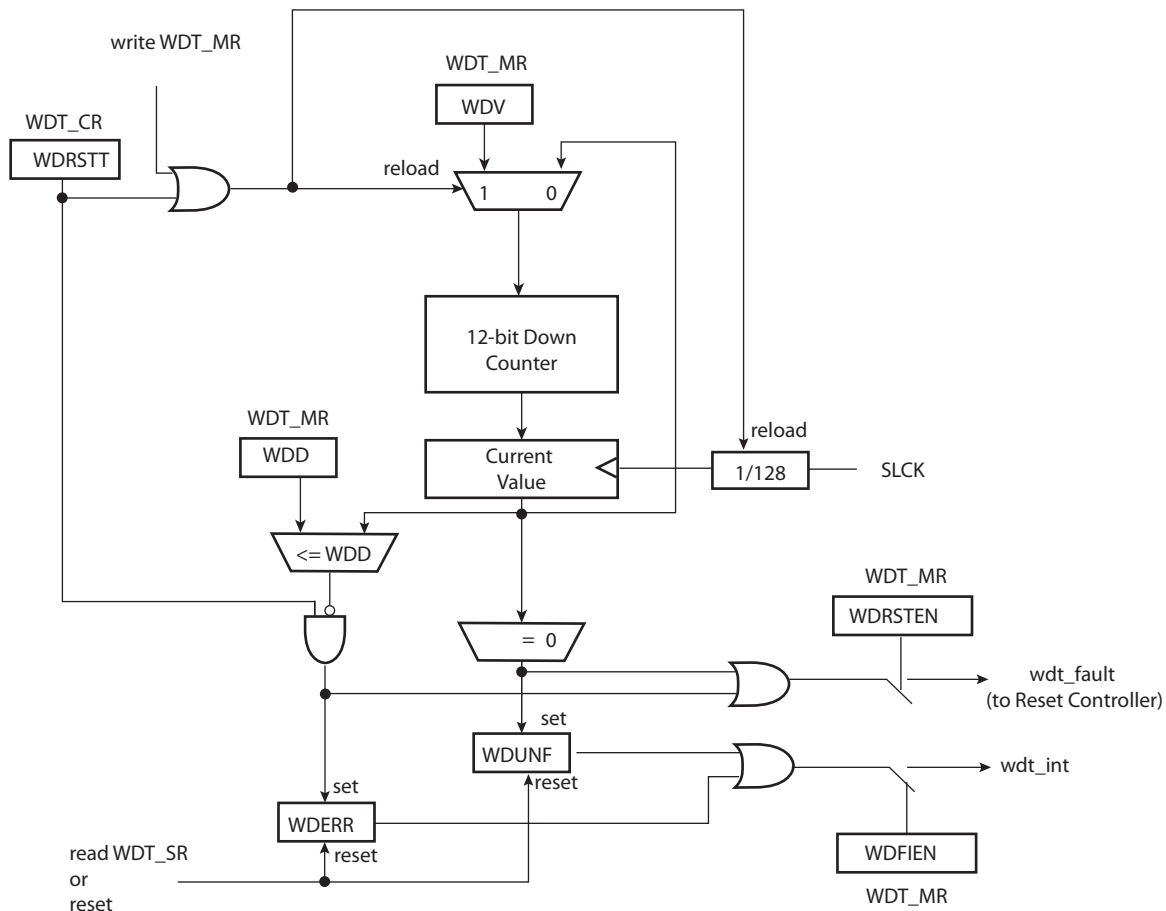 write WDT_MR
WDT_MR
WDV
WDT_CR
WDRSTT
reload
1 0
12-bit Down
Counter
WDT_MR
WDD
Current
Value
reload
1/128
SLCK
<= WDD
= 0
WDT_MR
WDRSTEN
wdt_fault
(to Reset Controller)
set
WDUNF
reset
wdt_int
set
WDERR
reset
read WDT_SR
or
reset
WDFIEN
WDT_MR